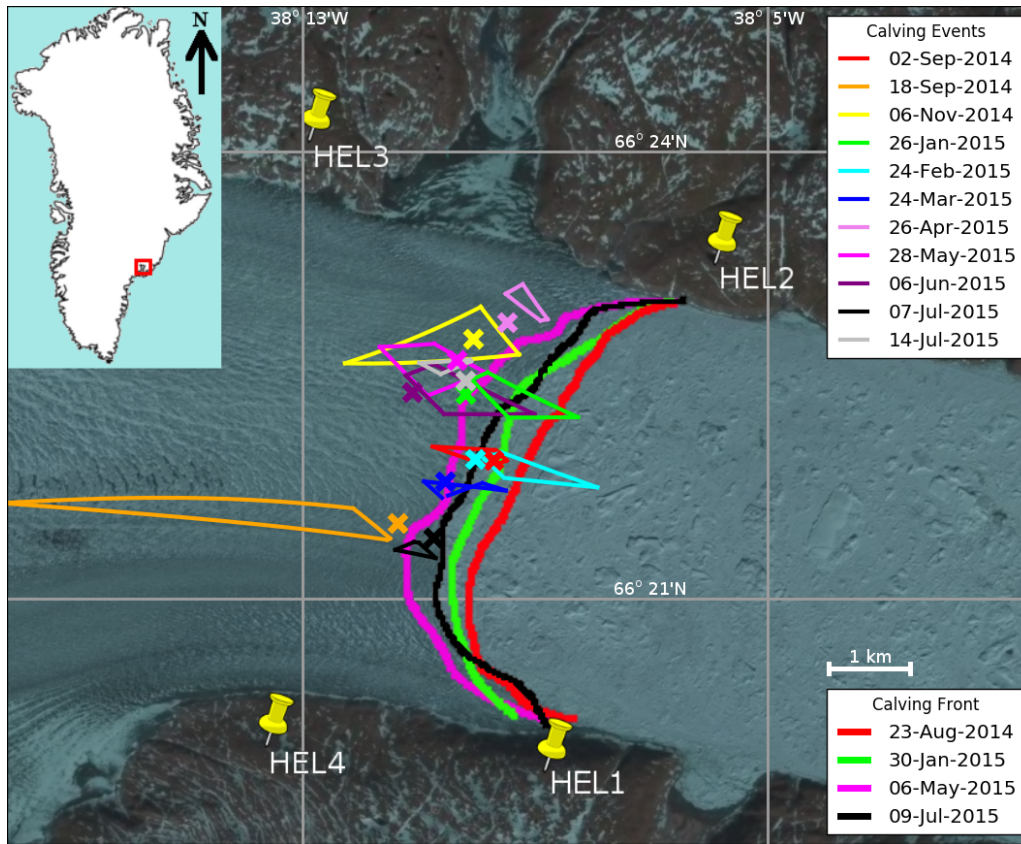 N
38° 13'W
38° 5'W
66° 24'N
HEL3
HEL2
66° 21'N
1 km
HEL4
HEL1
Calving Events
02-Sep-2014
18-Sep-2014
06-Nov-2014
26-Jan-2015
24-Feb-2015
24-Mar-2015
26-Apr-2015
28-May-2015
06-Jun-2015
07-Jul-2015
14-Jul-2015
Calving Front
23-Aug-2014
30-Jan-2015
06-May-2015
09-Jul-2015